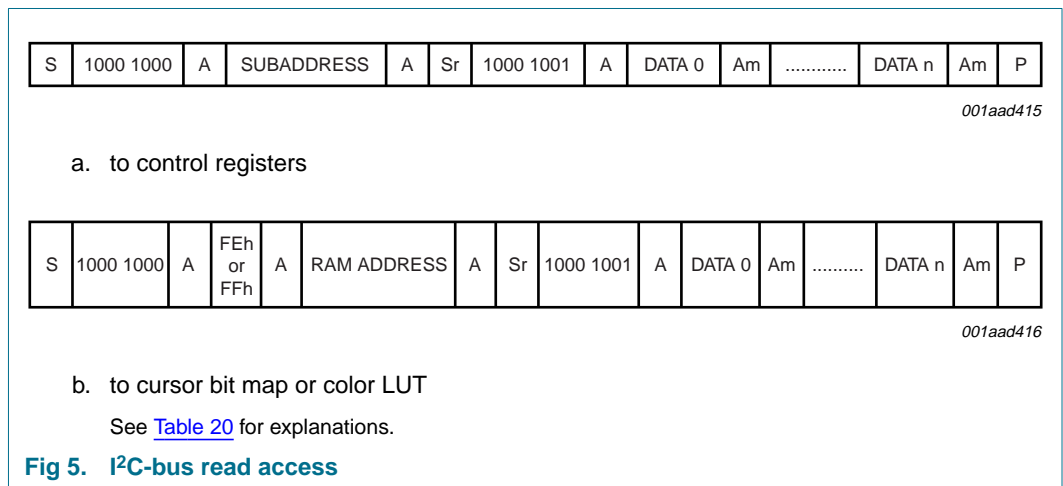 S 1000 1000 A SUBADDRESS A Sr 1000 1001 A DATA 0 Am ............ DATA n Am P
001aad415
a. to control registers
S 1000 1000 A FEh or FFh A RAM ADDRESS A Sr 1000 1001 A DATA 0 Am .......... DATA n Am P
001aad416
b. to cursor bit map or color LUT
See Table 20 for explanations.
Fig 5. I²C-bus read access